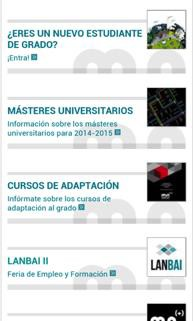 ¿ERES UN NUEVO ESTUDIANTE
DE GRADO?
¡Entra!
MÁSTERES UNIVERSITARIOS
Información sobre los másteres
universitarios para 2014-2015
CURSOS DE ADAPTACIÓN
Infórmate sobre los cursos de
adaptación al grado
LANBAI II
Feria de Empleo y Formación
LANBAI